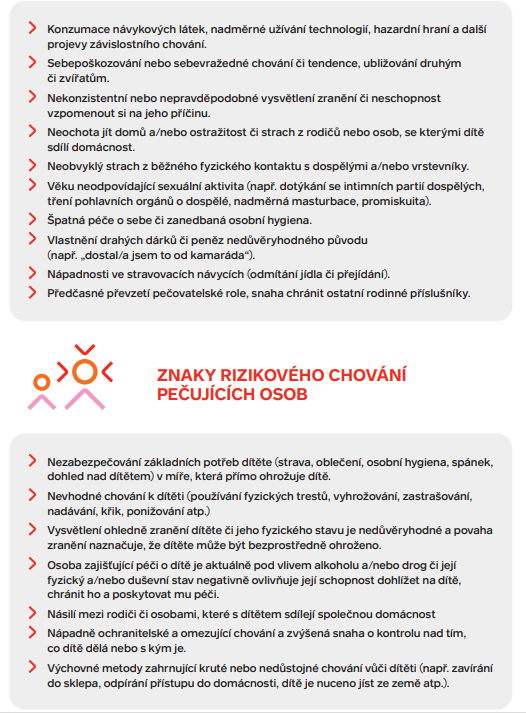 Konzumace návykových látek, nadměrné užívání technologií, hazardní hraní a další
projevy závislostního chování.
Sebepoškozování nebo sebevražedné chování či tendence, ubližování druhým
či zvířatům.
Nekonzistentní nebo nepravděpodobné vysvětlení zranění či neschopnost
vzpomenout si na jeho příčinu.
Neochota jít domů a/nebo ostražitost či strach z rodičů nebo osob, se kterými dítě
sdílí domácnost.
Neobvyklý strach z běžného fyzického kontaktu s dospělými a/nebo vrstevníky.
Věku neodpovídající sexuální aktivita (např. dotýkání se intimních partií dospělých,
tření pohlavních orgánů o dospělé, nadměrná masturbace, promiskuita).
Špatná péče o sebe či zanedbaná osobní hygiena.
Vlastnění drahých dárků či peněz nedůvěryhodného původu
(např. „dostal/a jsem to od kamaráda“).
Nápadnosti ve stravovacích návycích (odmítání jídla či přejídání).
Předčasné převzetí pečovatelské role, snaha chránit ostatní rodinné příslušníky.
ZNAKY RIZIKOVÉHO CHOVÁNÍ
PEČUJÍCÍCH OSOB
Nezabezpečování základních potřeb dítěte (strava, oblečení, osobní hygiena, spánek,
dohled nad dítětem) v míře, která přímo ohrožuje dítě.
Nevhodné chování k dítěti (používání fyzických trestů, vyhrožování, zastrašování,
nadávání, křik, ponižování atp.)
Vysvětlení ohledně zranění dítěte či jeho fyzického stavu je nedůvěryhodné a povaha
zranění naznačuje, že dítěte může být bezprostředně ohroženo.
Osoba zajišťující péči o dítě je aktuálně pod vlivem alkoholu a/nebo drog či její
fyzický a/nebo duševní stav negativně ovlivňuje její schopnost dohlížet na dítě,
chránit ho a poskytovat mu péči.
Násilí mezi rodiči či osobami, které s dítětem sdílejí společnou domácnost
Nápadně ochranitelské a omezující chování a zvýšená snaha o kontrolu nad tím,
co dítě dělá nebo s kým je.
Výchovné metody zahrnující kruté nebo nedůstojné chování vůči dítěti (např. zavírání
do sklepa, odpírání přístupu do domácnosti, dítě je nuceno jíst ze země atp.).